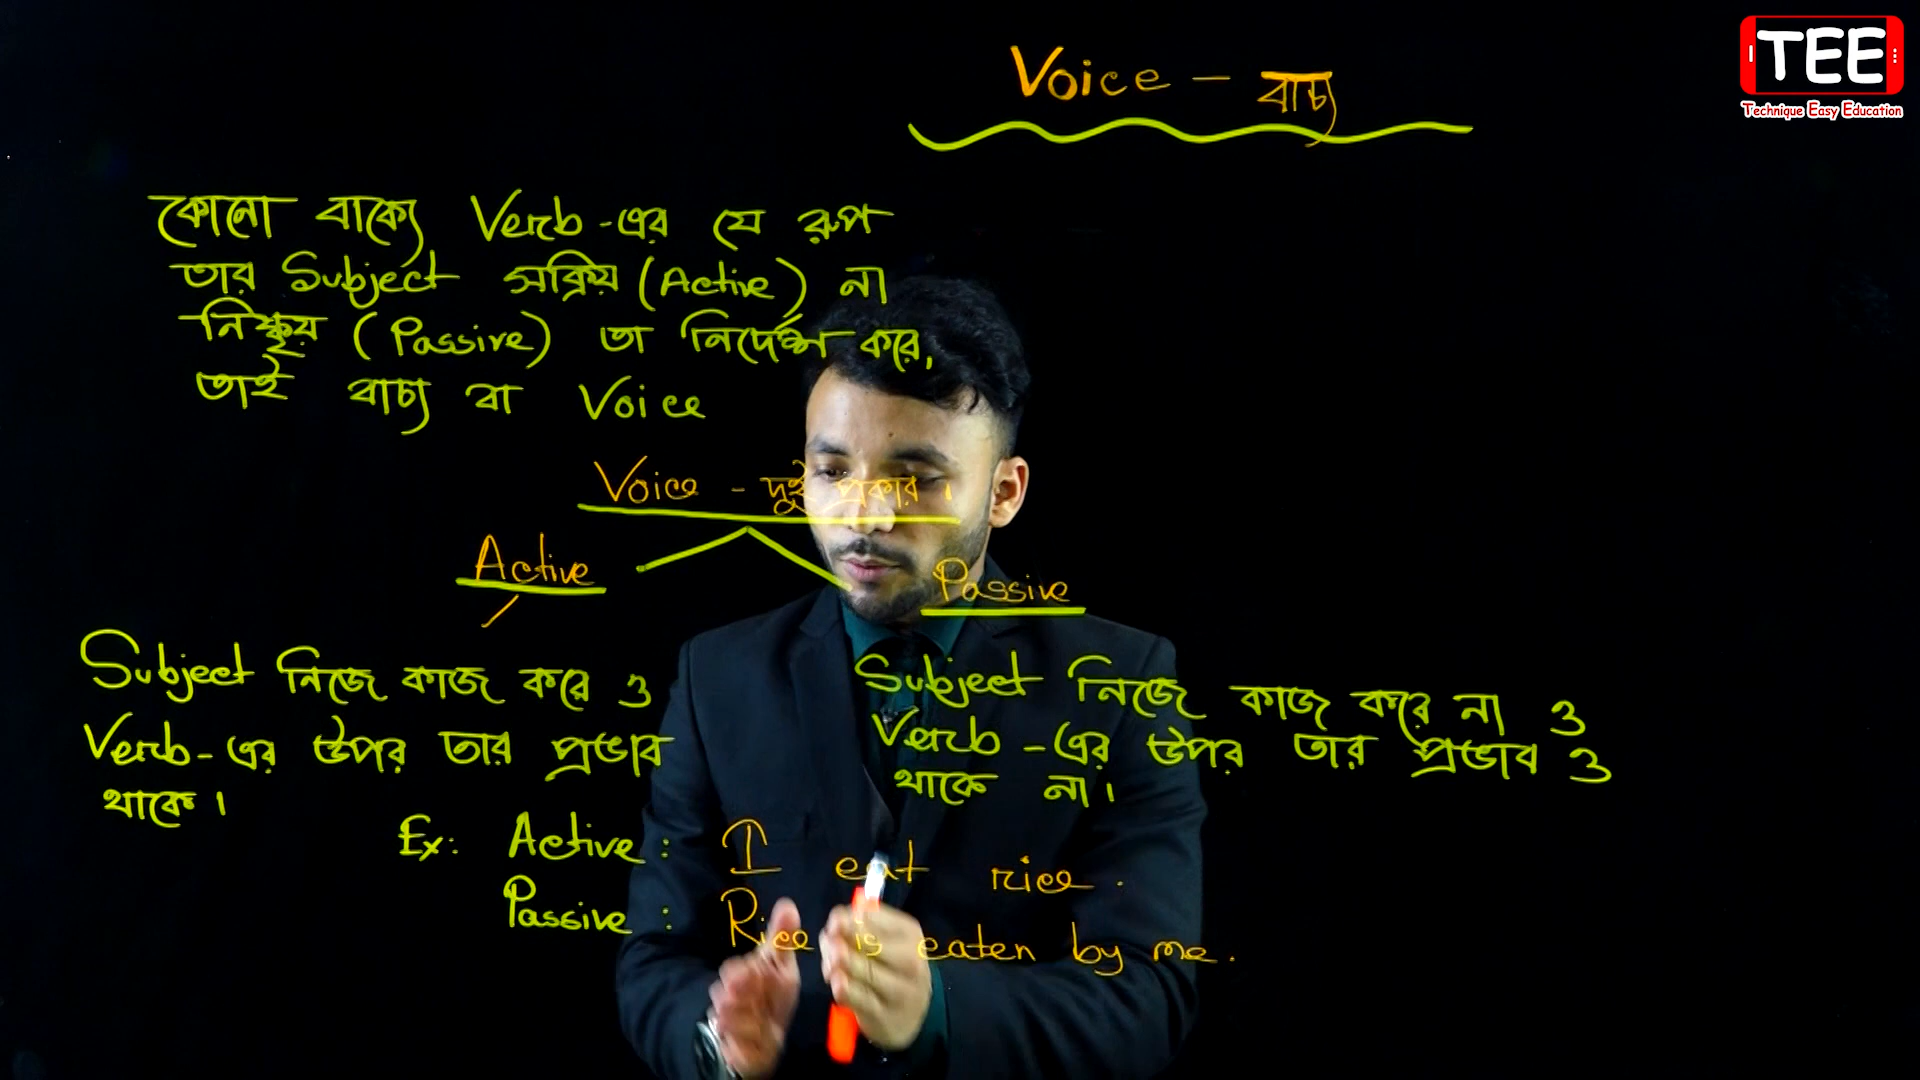 TEE
Technique Easy Education
Voice - বাচ্য
কোনো বাক্যে Verb-এর যে রূপ
তার Subject সক্রিয় (Active) না
নিষ্কৃয় (Passive) তা নির্দেশ করে,
তাই বাচ্য বা Voice
Voice - দুই প্রকার।
Active
Passive
Subject নিজে কাজ করে ও
Verb-এর উপর তার প্রভাব
থাকে।
Subject নিজে কাজ করে না ও
Verb-এর উপর তার প্রভাব ও
থাকে না।
Ex: Active: I eat rice.
Passive: Rice is eaten by me.